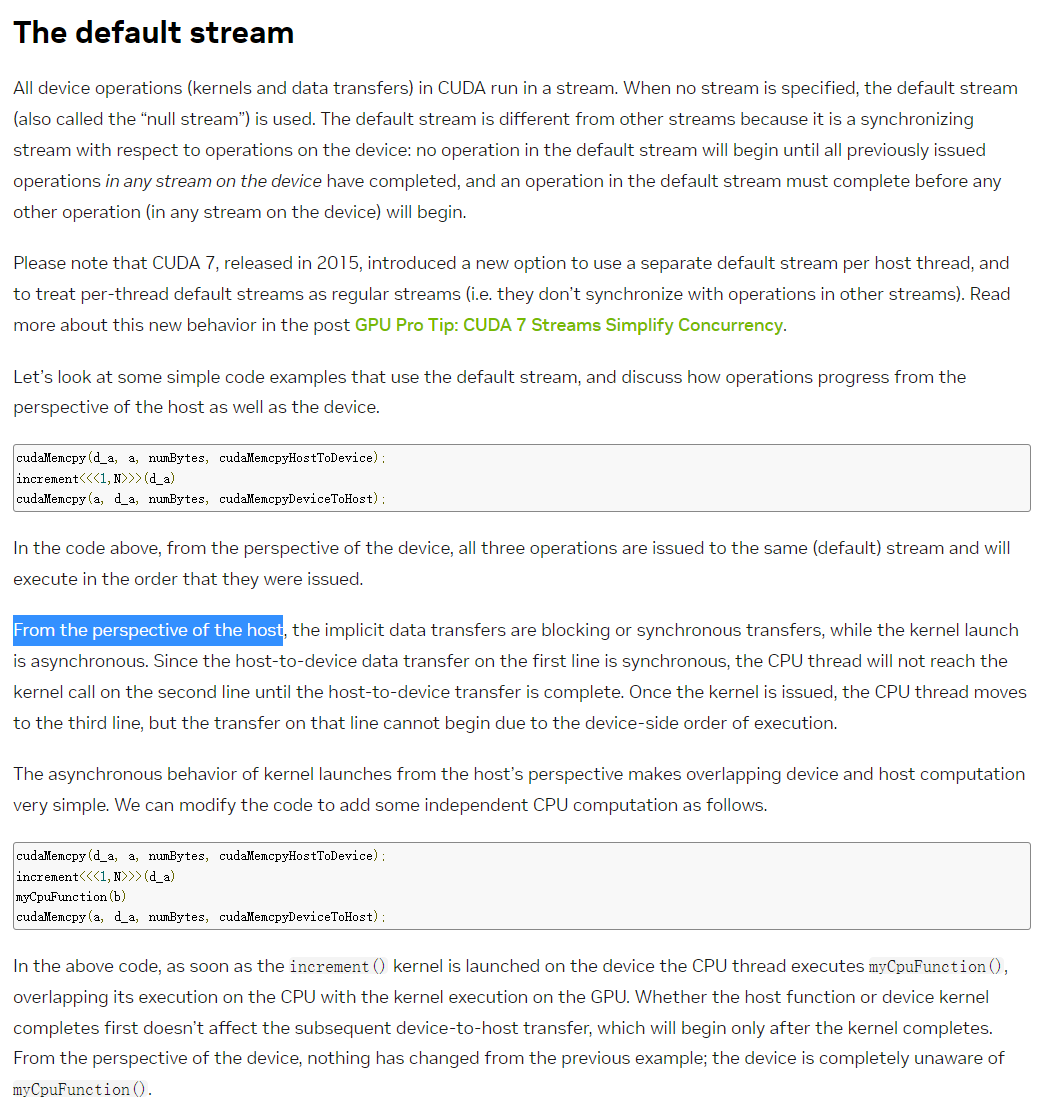 The default stream
All device operations (kernels and data transfers) in CUDA run in a stream. When no stream is specified, the default stream
(also called the “null stream”) is used. The default stream is different from other streams because it is a synchronizing
stream with respect to operations on the device: no operation in the default stream will begin until all previously issued
operations in any stream on the device have completed, and an operation in the default stream must complete before any
other operation (in any stream on the device) will begin.
Please note that CUDA 7, released in 2015, introduced a new option to use a separate default stream per host thread, and
to treat per-thread default streams as regular streams (i.e. they don’t synchronize with operations in other streams). Read
more about this new behavior in the post GPU Pro Tip: CUDA 7 Streams Simplify Concurrency.
Let’s look at some simple code examples that use the default stream, and discuss how operations progress from the
perspective of the host as well as the device.
cudaMemcpy(d_a, a, numBytes, cudaMemcpyHostToDevice);
increment<<<1,N>>>(d_a)
cudaMemcpy(a, d_a, numBytes, cudaMemcpyDeviceToHost);
In the code above, from the perspective of the device, all three operations are issued to the same (default) stream and will
execute in the order that they were issued.
From the perspective of the host, the implicit data transfers are blocking or synchronous transfers, while the kernel launch
is asynchronous. Since the host-to-device data transfer on the first line is synchronous, the CPU thread will not reach the
kernel call on the second line until the host-to-device transfer is complete. Once the kernel is issued, the CPU thread moves
to the third line, but the transfer on that line cannot begin due to the device-side order of execution.
The asynchronous behavior of kernel launches from the host’s perspective makes overlapping device and host computation
very simple. We can modify the code to add some independent CPU computation as follows.
cudaMemcpy(d_a, a, numBytes, cudaMemcpyHostToDevice);
increment<<<1,N>>>(d_a)
myCpuFunction(b)
cudaMemcpy(a, d_a, numBytes, cudaMemcpyDeviceToHost);
In the above code, as soon as the increment() kernel is launched on the device the CPU thread executes myCpuFunction(),
overlapping its execution on the CPU with the kernel execution on the GPU. Whether the host function or device kernel
completes first doesn’t affect the subsequent device-to-host transfer, which will begin only after the kernel completes.
From the perspective of the device, nothing has changed from the previous example; the device is completely unaware of
myCpuFunction().